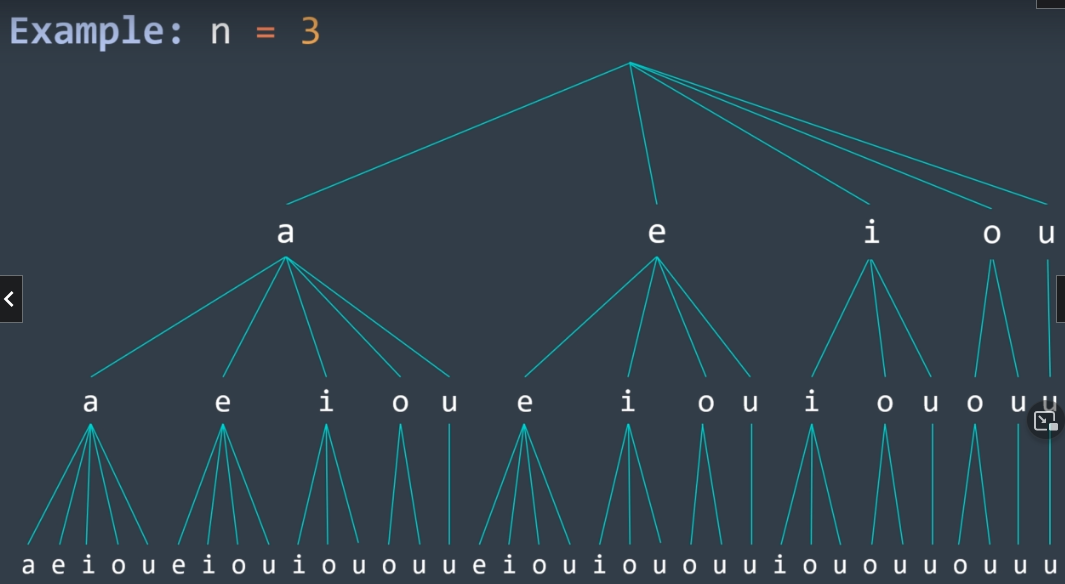 Example: n = 3
a e i o u
a e i o u e i o u i o u o u u
a e i o u e i o u i o u o u u e i o u i o u o u u i o u o u u o u u u